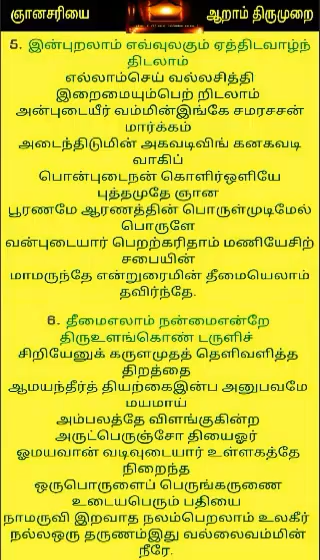 ஞானசரியை ஆறாம் திருமுறை
5. இன்புறலாம் எவ்வுலகும் ஏத்திடவாழ்ந்
திடலாம்
எல்லாம்செய் வல்லசித்தி
இறைமையும்பெற் றிடலாம்
அன்புடையீர் வம்மின்இங்கே சமரசசன்
மார்க்கம்
அடைந்திடுமின் அகவடிவிங் கனகவடி
வாகிப்
பொன்புடைநன் கொளிர்ஒளியே
புத்தமுதே ஞான
பூரணமே ஆரணத்தின் பொருள்முடிமேல்
பொருளே
வன்புடையார் பெறற்கரிதாம் மணியேசிற்
சபையின்
மாமருந்தே என்றுரைமின் தீமையெலாம்
தவிர்ந்தே.
6. தீமைஎலாம் நன்மைஎன்றே
திருஉளங்கொண் டருளிச்
சிறியேனுக் கருளமுதத் தெளிவளித்த
திறத்தை
ஆமயந்தீர்த் தியற்கைஇன்ப அனுபவமே
மயமாய்
அம்பலத்தே விளங்குகின்ற
அருட்பெருஞ்சோ தியைஓர்
ஓமயவான் வடிவுடையார் உள்ளகத்தே
நிறைந்த
ஒருபொருளைப் பெருங்கருணை
உடையபெரும் பதியை
நாமருவி இறவாத நலம்பெறலாம் உலகீர்
நல்லஒரு தருணம்இது வல்லைவம்மின்
நீரே.